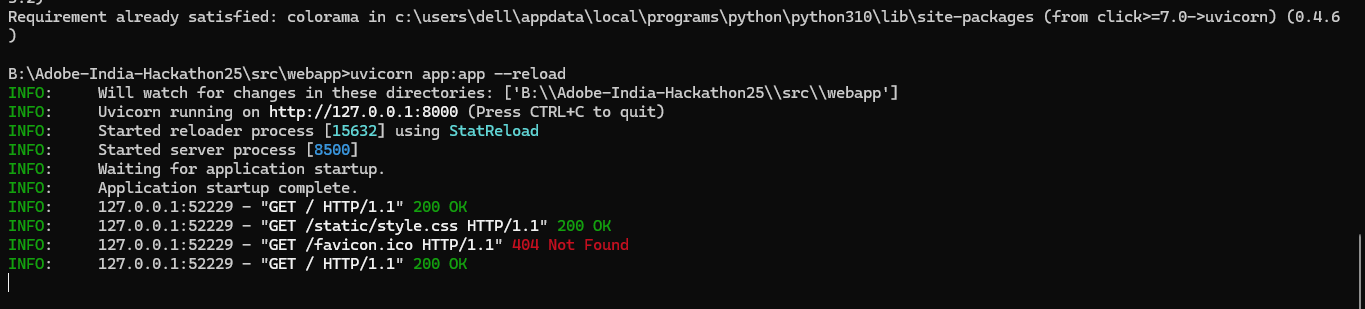 Requirement already satisfied: colorama in c:\users\dell\appdata\local\programs\python\python310\lib\site-packages (from click>=7.0->uvicorn) (0.4.6
)
B:\Adobe-India-Hackathon25\src\webapp>uvicorn app:app --reload
INFO:     Will watch for changes in these directories: ['B:\\Adobe-India-Hackathon25\\src\\webapp']
INFO:     Uvicorn running on http://127.0.0.1:8000 (Press CTRL+C to quit)
INFO:     Started reloader process [15632] using StatReload
INFO:     Started server process [8500]
INFO:     Waiting for application startup.
INFO:     Application startup complete.
INFO:     127.0.0.1:52229 - "GET / HTTP/1.1" 200 OK
INFO:     127.0.0.1:52229 - "GET /static/style.css HTTP/1.1" 200 OK
INFO:     127.0.0.1:52229 - "GET /favicon.ico HTTP/1.1" 404 Not Found
INFO:     127.0.0.1:52229 - "GET / HTTP/1.1" 200 OK